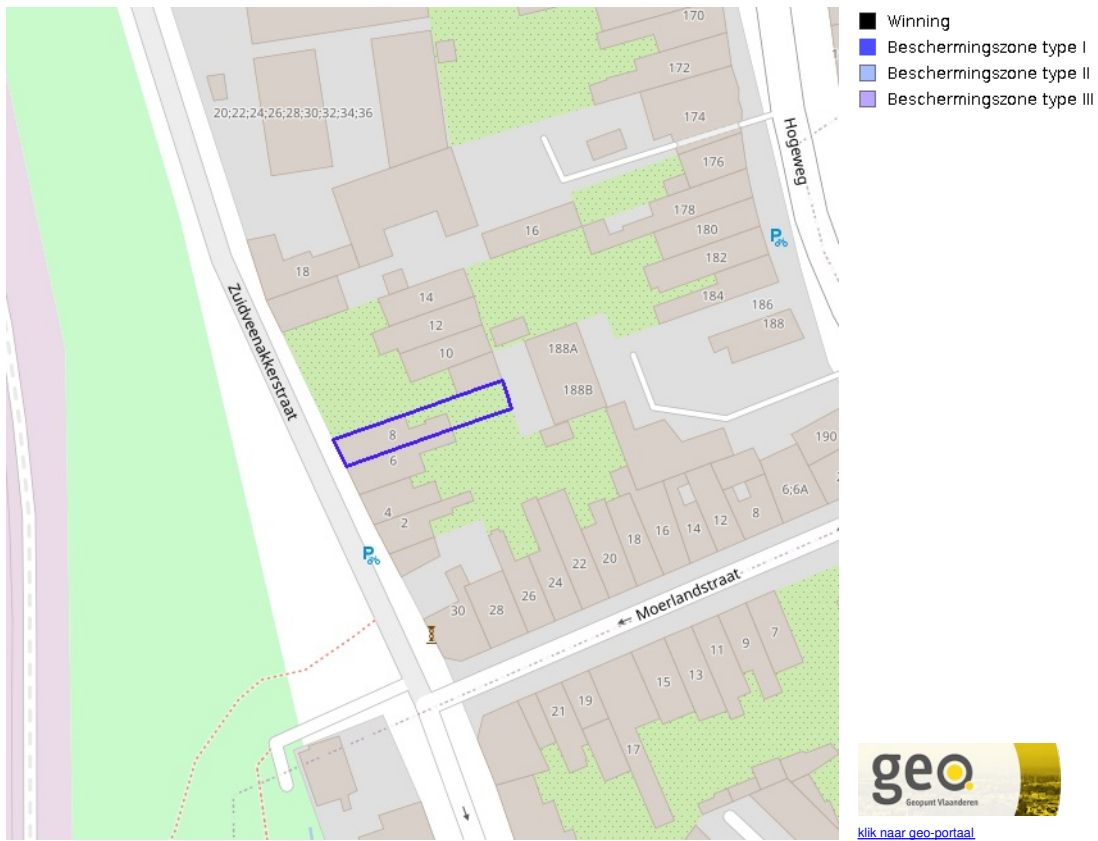 170
172
174
20;22;24;26;28;30;32;34;36
Hogeweg
176
178
16
180
182
18
184
186
188
14
12
10
188A
188B
Zuidveenakkerstraat
8
6
4
2
190
6;6A
8
12
14
16
18
20
22
24
26
28
30
Moerlandstraat
7
9
11
13
15
17
19
21
P
P
Winning
Beschermingszone type I
Beschermingszone type II
Beschermingszone type III
geo.
Geopunt Vlaanderen
klik naar geo-portaal